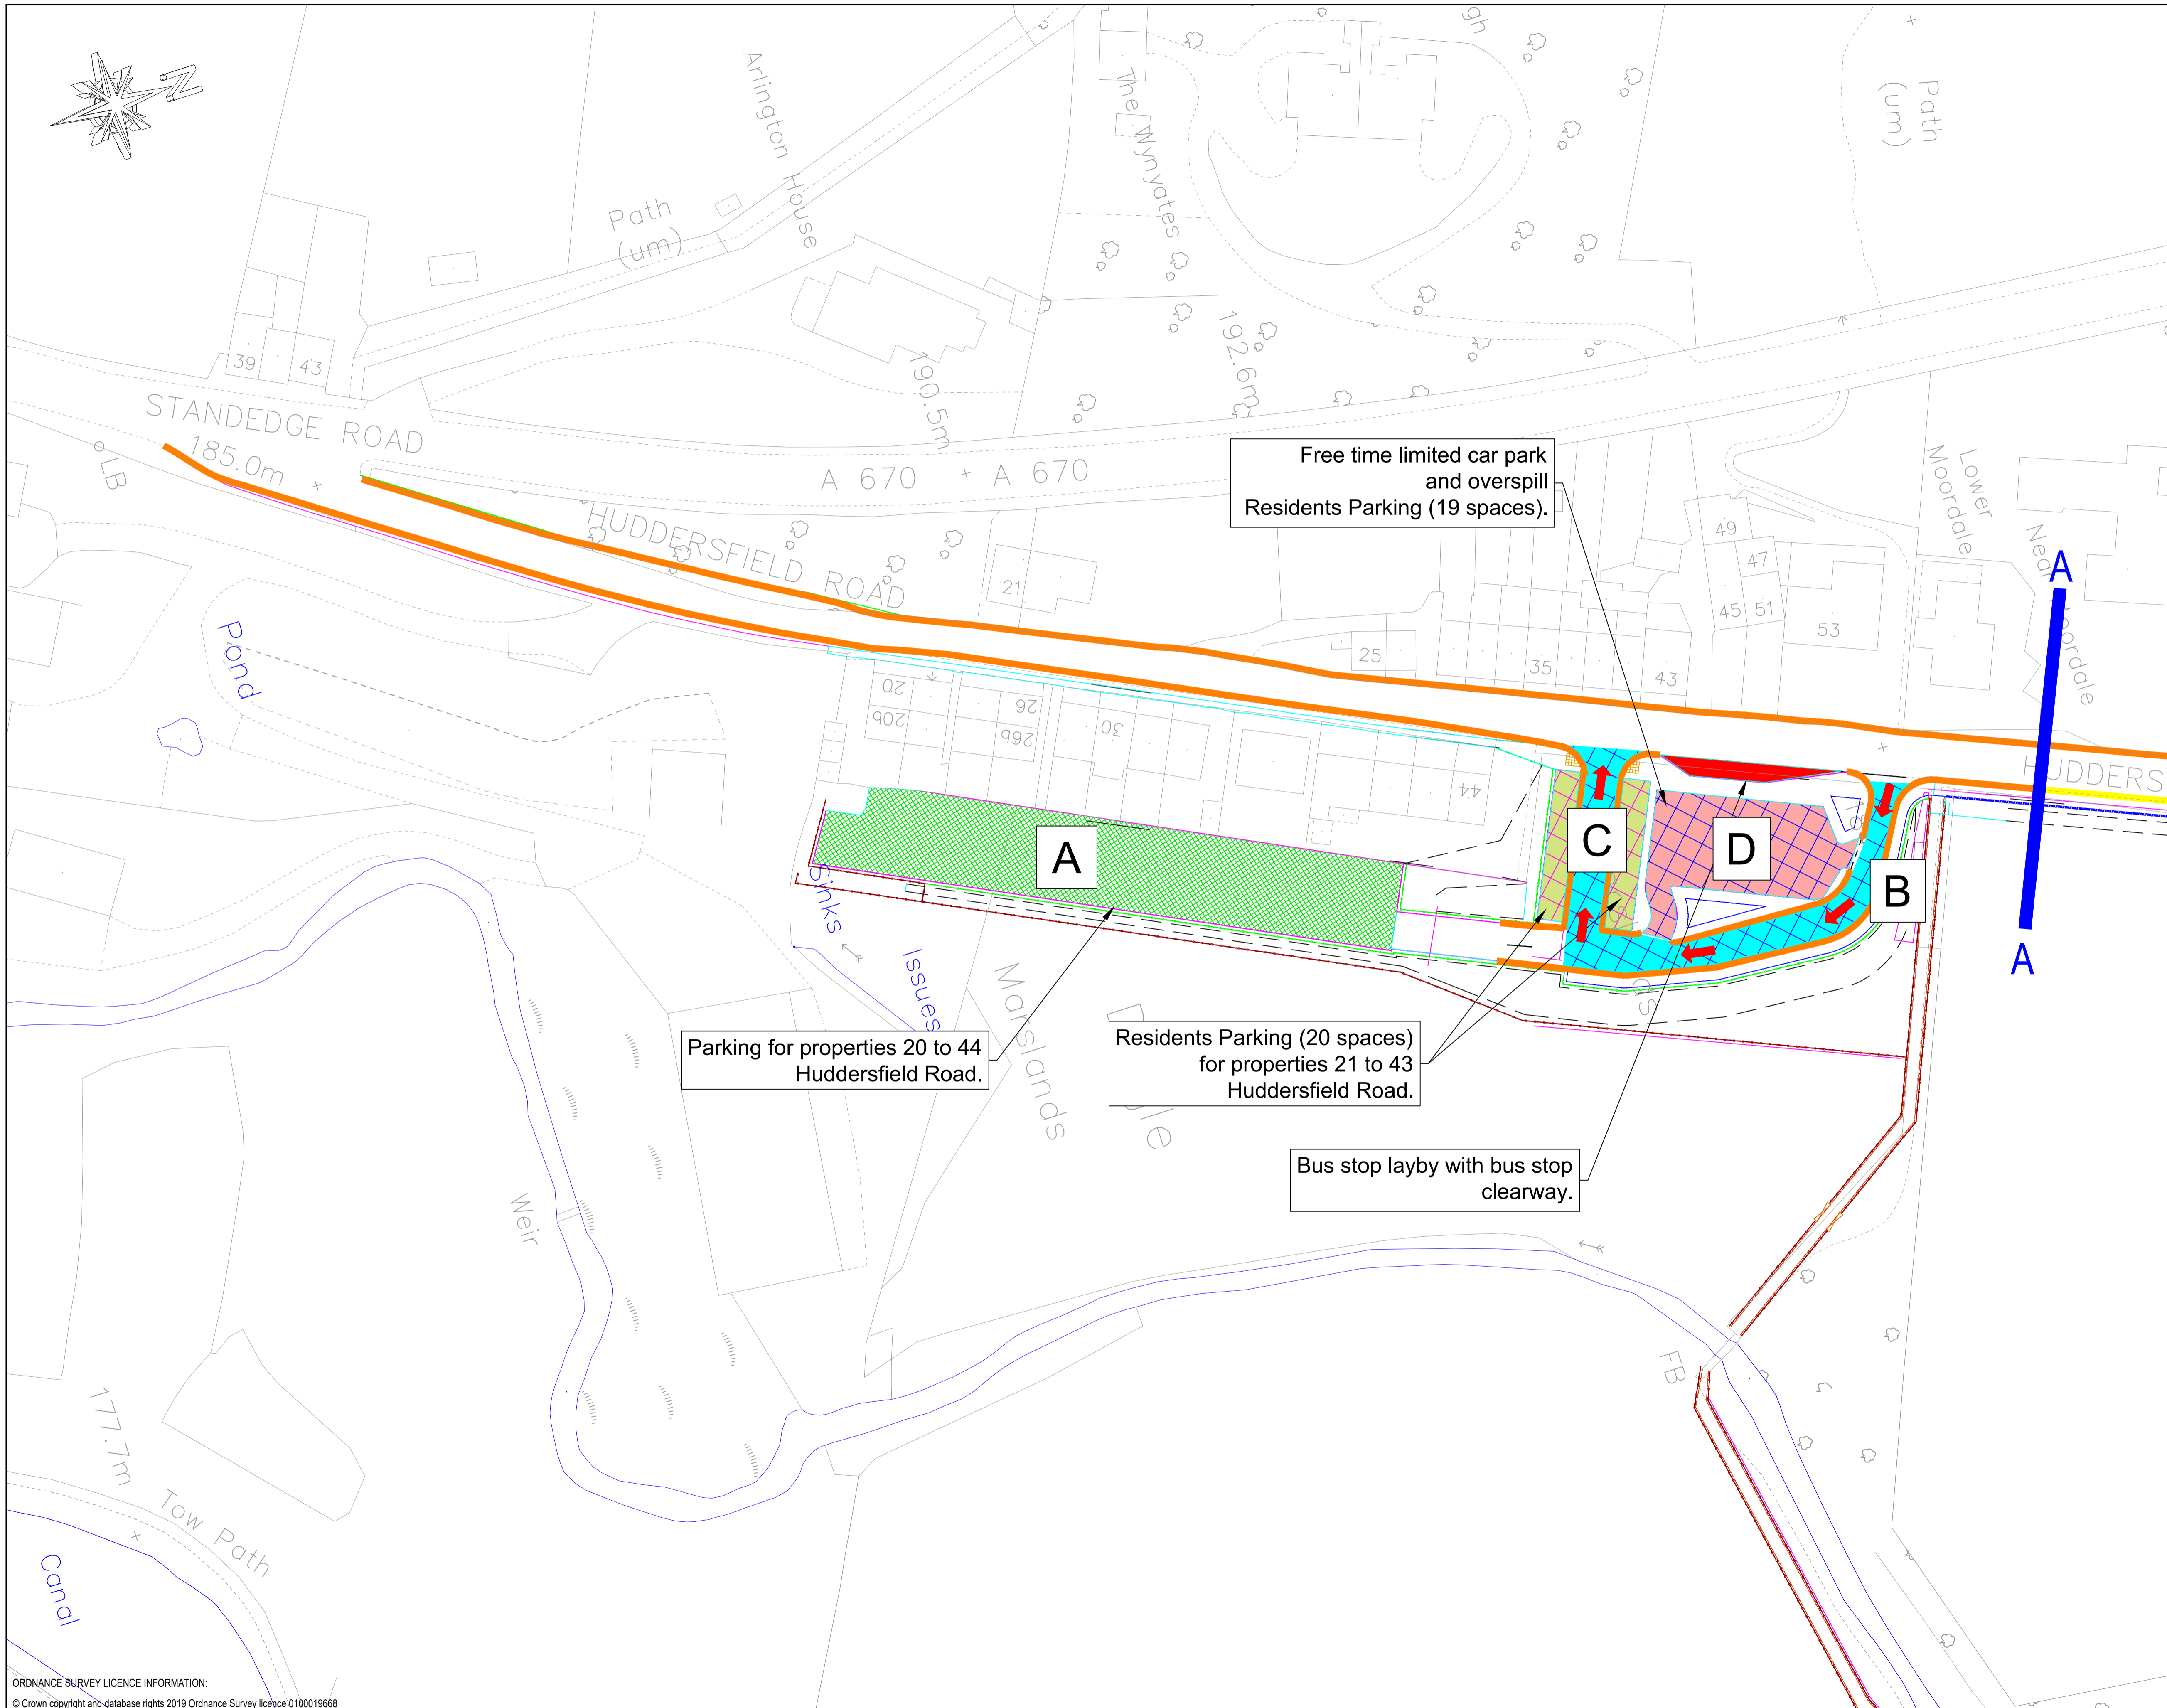 N
Arlington House
Path
(um)
The Wynyates
gh
Path
(um)
39
43
STANDEDGE ROAD
185.0m
LB
190.5m
192.6m
A 670
A 670
HUDDERSFIELD ROAD
Free time limited car park
and overspill
Residents Parking (19 spaces).
Lower
Moordale
Near Moordale
49
47
45
51
53
21
25
35
43
A
HUDDERS
Pond
20
20b
26
26b
30
44
A
C
D
B
A
Sinks
Issues
Marslands
Parking for properties 20 to 44
Huddersfield Road.
Residents Parking (20 spaces)
for properties 21 to 43
Huddersfield Road.
Bus stop layby with bus stop
clearway.
Weir
FB
177.7m
Tow Path
Canal
ORDNANCE SURVEY LICENCE INFORMATION:
© Crown copyright and database rights 2019 Ordnance Survey licence 0100019668